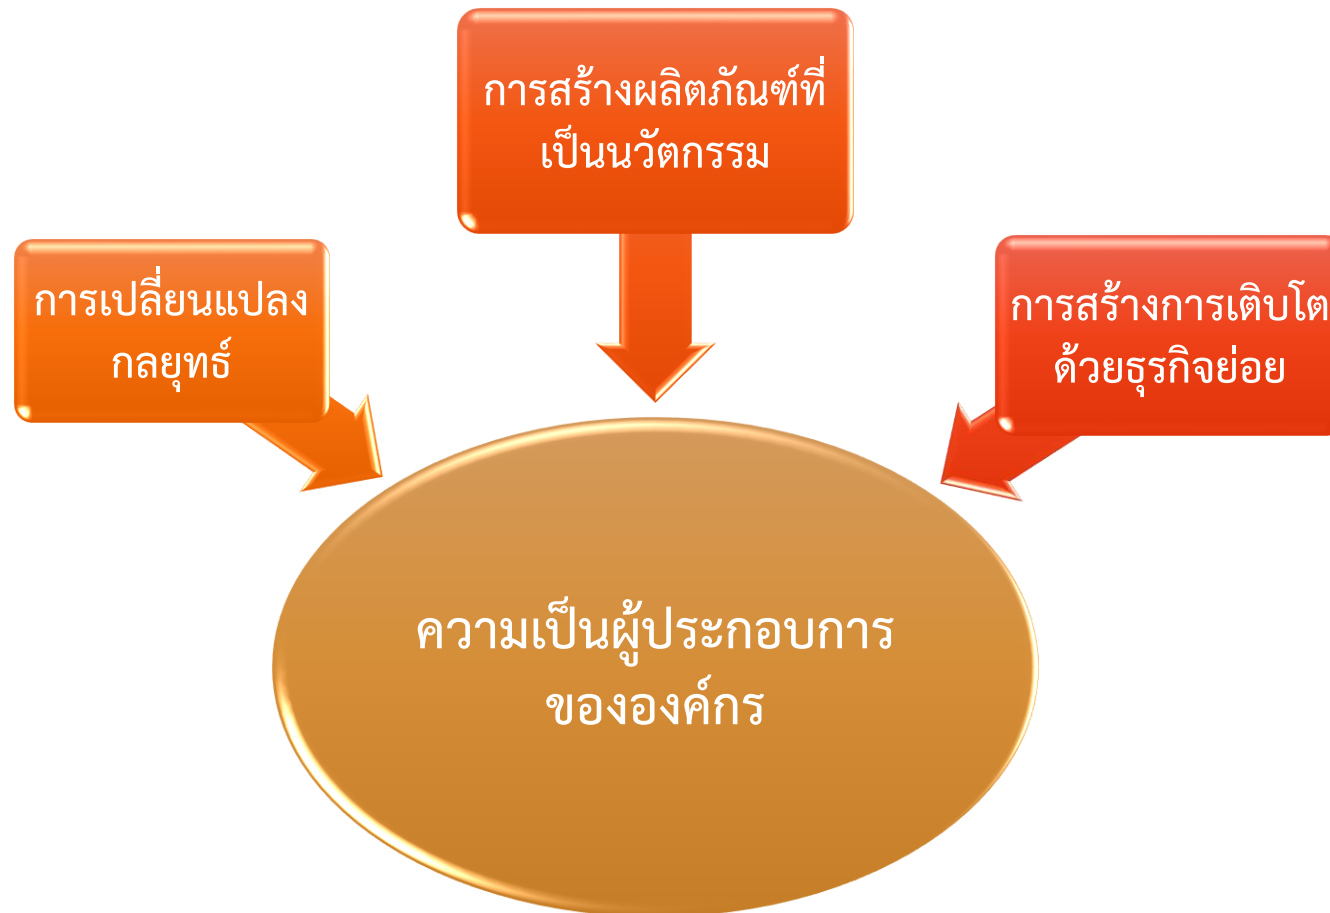 การสร้างผลิตภัณฑ์ที่
เป็นนวัตกรรม
การเปลี่ยนแปลง
กลยุทธ์
การสร้างการเติบโต
ด้วยธุรกิจย่อย
ความเป็นผู้ประกอบการ
ขององค์กร